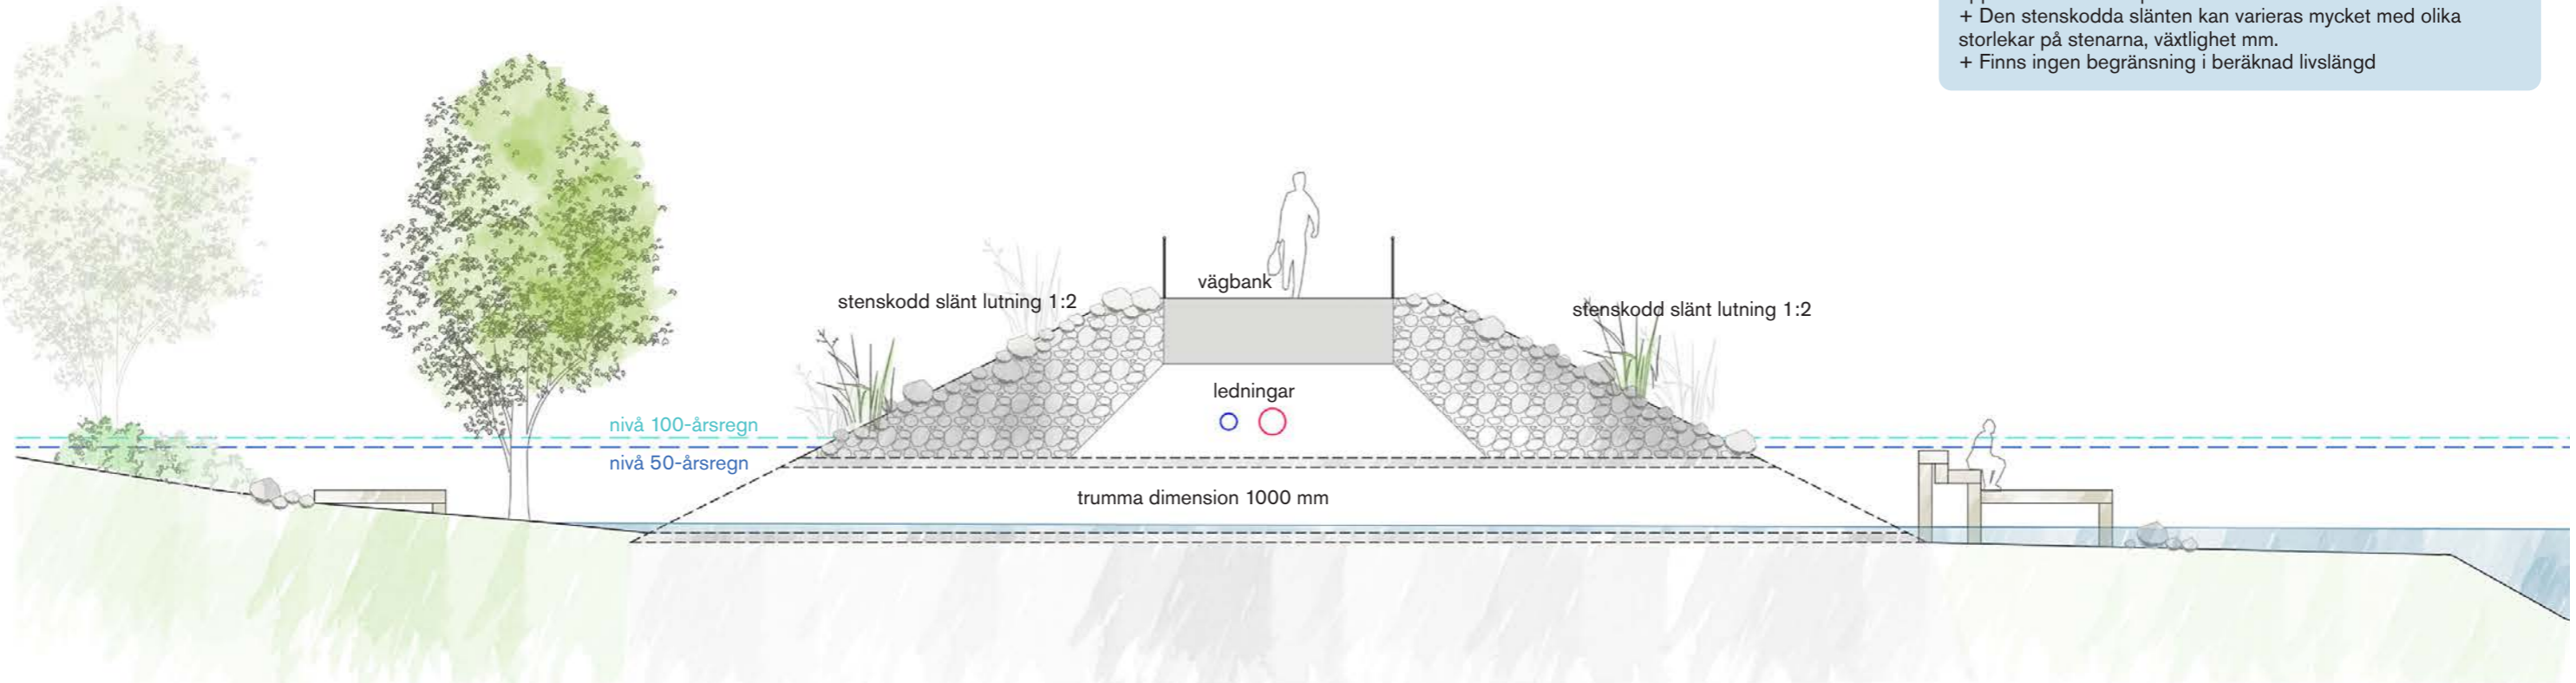 + Den stenskodda slänten kan varieras mycket med olika
storlekar på stenarna, växtlighet mm.
+ Finns ingen begränsning i beräknad livslängd
vägbank
stenskodd slänt lutning 1:2
stenskodd slänt lutning 1:2
ledningar
nivå 100-årsregn
nivå 50-årsregn
trumma dimension 1000 mm